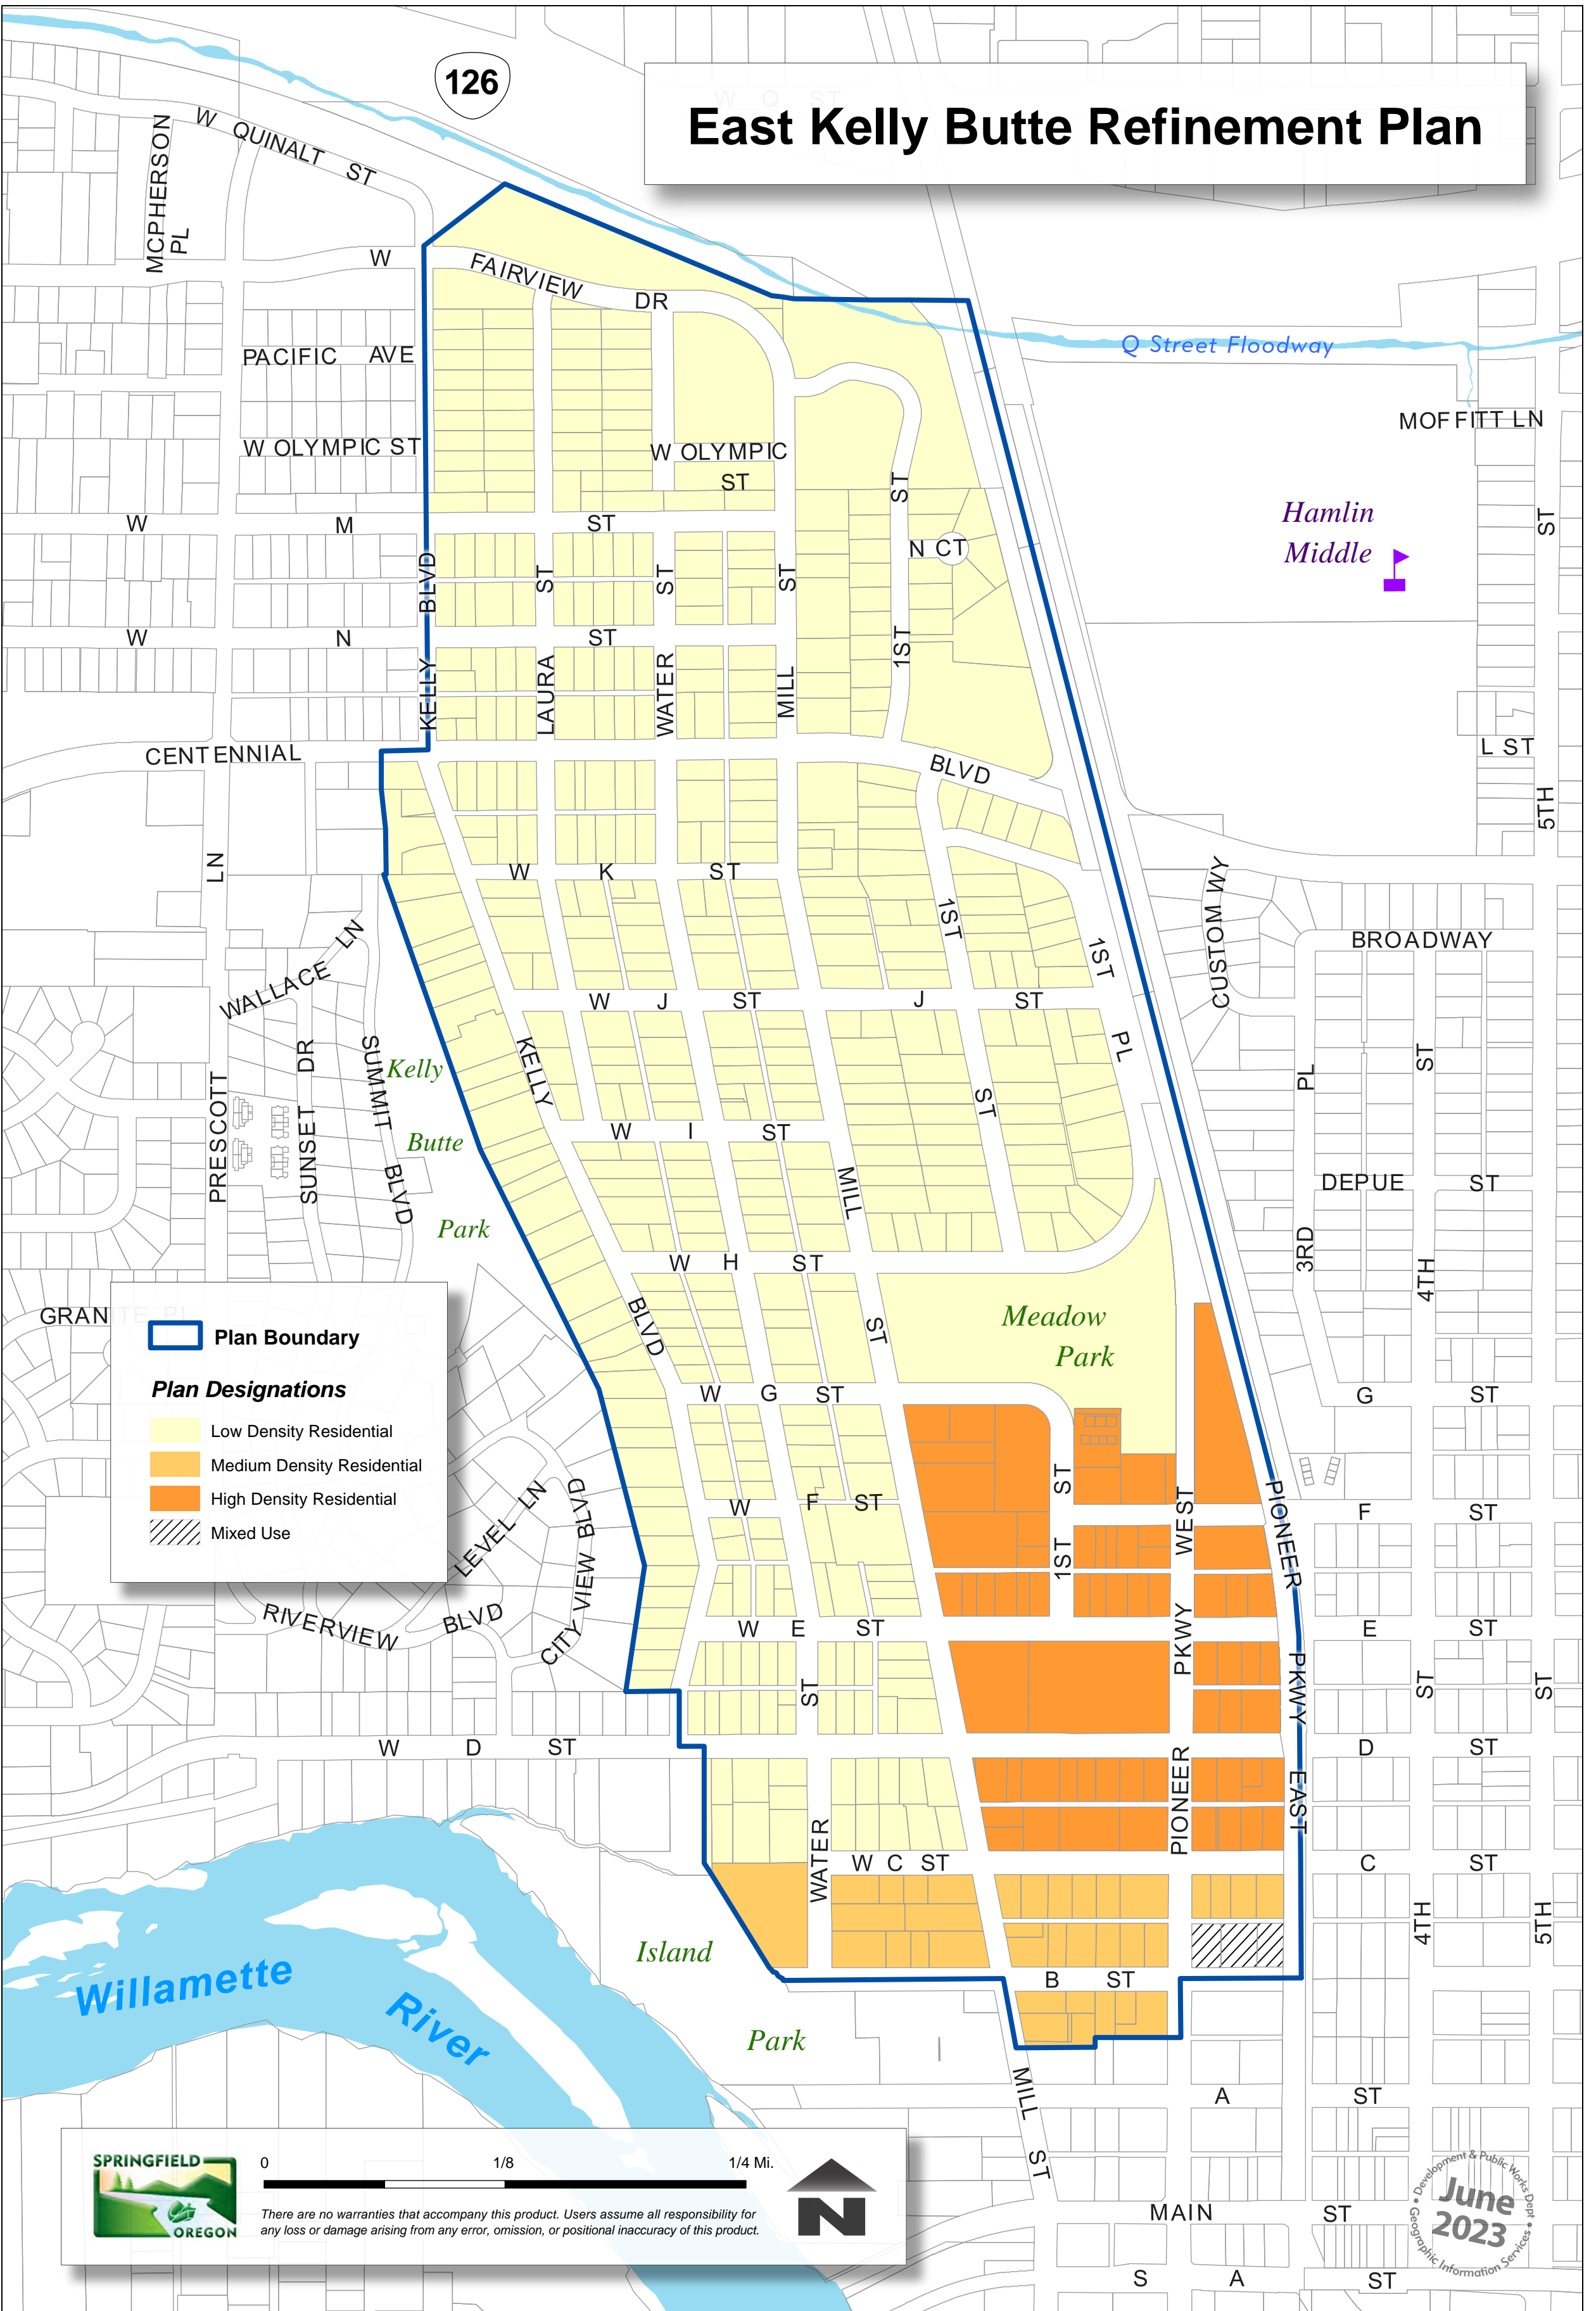 126
W Q ST
East Kelly Butte Refinement Plan
W QUINALT ST
MCPHERSON
PL
W FAIRVIEW DR
PACIFIC AVE
Q Street Floodway
MOFFITT LN
W OLYMPIC ST
W OLYMPIC
ST
Hamlin
Middle
W M ST
N CT
ST
ST
ST
ST
ST
BLVD
KELLY
LAURA
WATER
MILL
1ST
W N ST
CENTENNIAL
BLVD
L ST
5TH
LN
W K ST
CUSTOM WY
1ST
1ST
BROADWAY
WALLACE LN
W J ST
J ST
PL
PRESCOTT
SUNSET DR
SUMMIT
BLVD
Kelly
Butte
Park
KELLY
ST
PL
ST
W I ST
MILL
DEPUE ST
3RD
4TH
W H ST
GRANITE PL
BLVD
ST
Meadow
Park
Plan Boundary
Plan Designations
Low Density Residential
Medium Density Residential
High Density Residential
Mixed Use
W G ST
G ST
W F ST
F ST
ST
1ST
WEST
PKWY
PIONEER
PIONEER
PKWY
EAST
LEVEL LN
CITY VIEW BLVD
RIVERVIEW BLVD
W E ST
E ST
ST
WATER
ST
ST
W D ST
D ST
W C ST
C ST
4TH
5TH
Island
Park
B ST
Willamette
River
MILL
ST
A ST
MAIN ST
S A ST
SPRINGFIELD
OREGON
0 1/8 1/4 Mi.
There are no warranties that accompany this product. Users assume all responsibility for
any loss or damage arising from any error, omission, or positional inaccuracy of this product.
N
Development & Public Works Dept
June
2023
Geographic Information Services